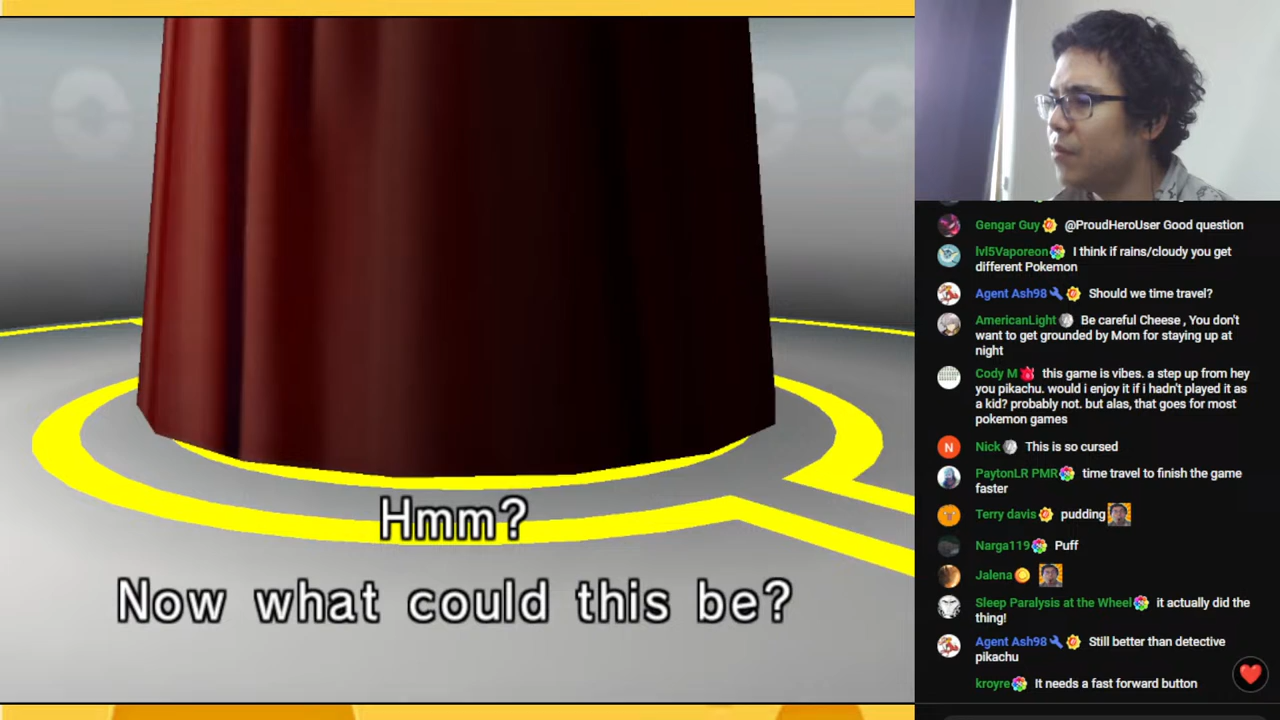 Hmm?
Now what could this be?
Gengar Guy @ProudHeroUser Good question
lvl5Vaporeon I think if rains/cloudy you get
different Pokemon
Agent Ash98 Should we time travel?
AmericanLight Be careful Cheese , You don't
want to get grounded by Mom for staying up at
night
Cody M this game is vibes. a step up from hey
you pikachu. would i enjoy it if i hadn't played it as
a kid? probably not. but alas, that goes for most
pokemon games
Nick This is so cursed
PaytonLR PMR time travel to finish the game
faster
Terry davis pudding
Narga119 Puff
Jalena
Sleep Paralysis at the Wheel it actually did the
thing!
Agent Ash98 Still better than detective
pikachu
kroyre It needs a fast forward button